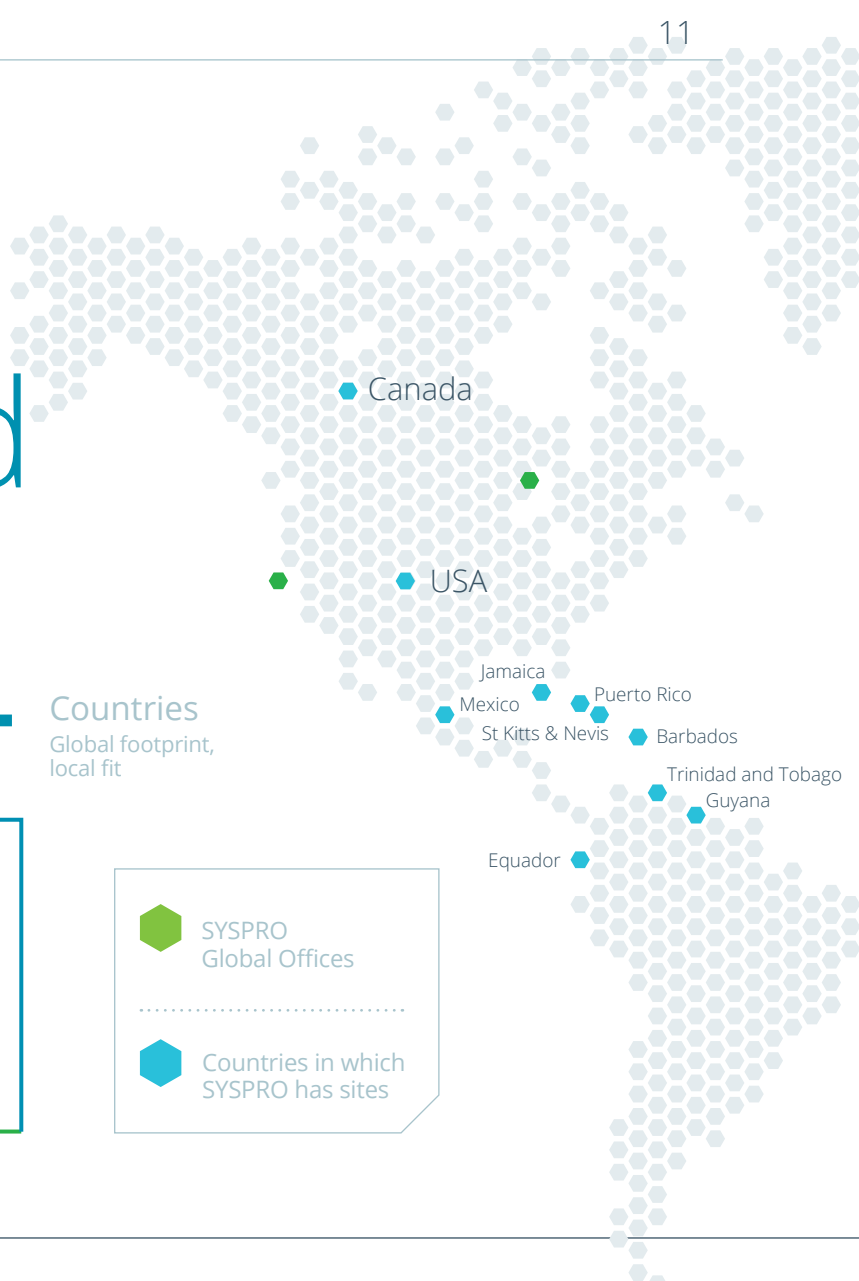 11
d
Canada
USA
Jamaica
Mexico
Puerto Rico
St Kitts & Nevis
Barbados
Trinidad and Tobago
Guyana
Equador
Countries
Global footprint,
local fit
SYSPRO
Global Offices
Countries in which
SYSPRO has sites